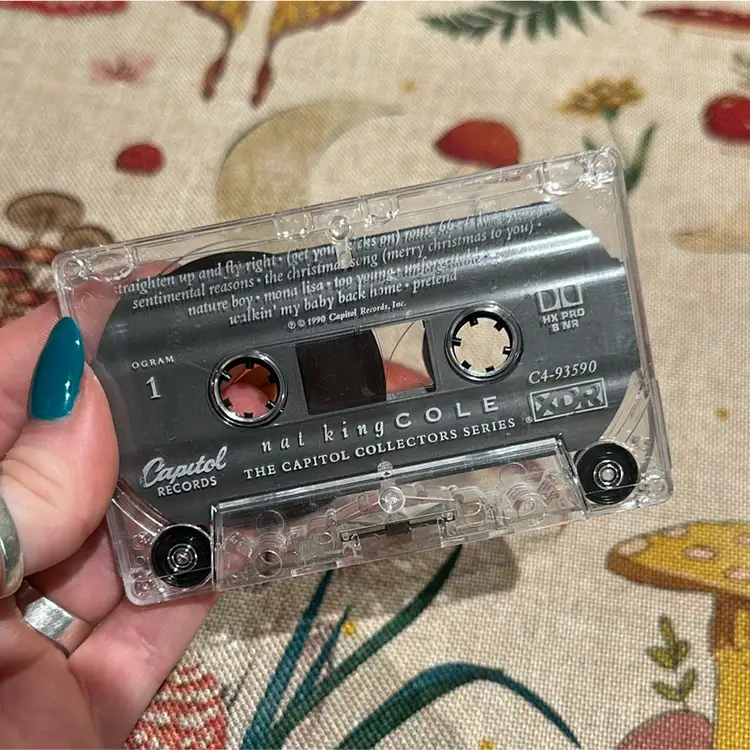 straighten up and fly right • (get your kicks on) route 66 •
sentimental reasons • the christmas song (merry christmas to you) •
nature boy • mona lisa • too young • unforgettable
walkin' my baby back home • pretend
℗ © 1990 Capitol Records, Inc.
HX PRO
B NR
OGRAM
1
C4-93590
XDR
nat king COLE
THE CAPITOL COLLECTORS SERIES ®
Capitol
RECORDS